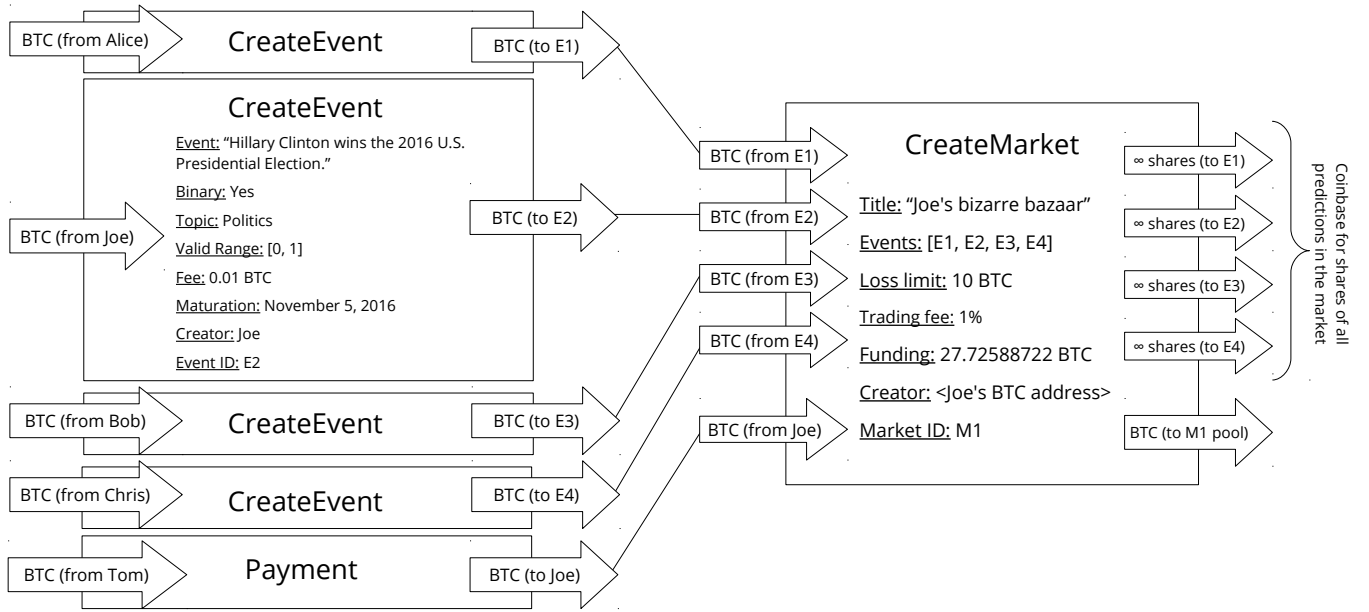 BTC (from Alice)
CreateEvent
BTC (to E1)
CreateEvent
Event: “Hillary Clinton wins the 2016 U.S.
Presidential Election.”
Binary: Yes
Topic: Politics
Valid Range: [0, 1]
Fee: 0.01 BTC
Maturation: November 5, 2016
Creator: Joe
Event ID: E2
BTC (from Joe)
BTC (to E2)
BTC (from Bob)
CreateEvent
BTC (to E3)
BTC (from Chris)
CreateEvent
BTC (to E4)
BTC (from Tom)
Payment
BTC (to Joe)
BTC (from E1)
BTC (from E2)
BTC (from E3)
BTC (from E4)
BTC (from Joe)
CreateMarket
Title: “Joe's bizarre bazaar”
Events: [E1, E2, E3, E4]
Loss limit: 10 BTC
Trading fee: 1%
Funding: 27.72588722 BTC
Creator: <Joe's BTC address>
Market ID: M1
∞ shares (to E1)
∞ shares (to E2)
∞ shares (to E3)
∞ shares (to E4)
BTC (to M1 pool)
Coinbase for shares of all
predictions in the market